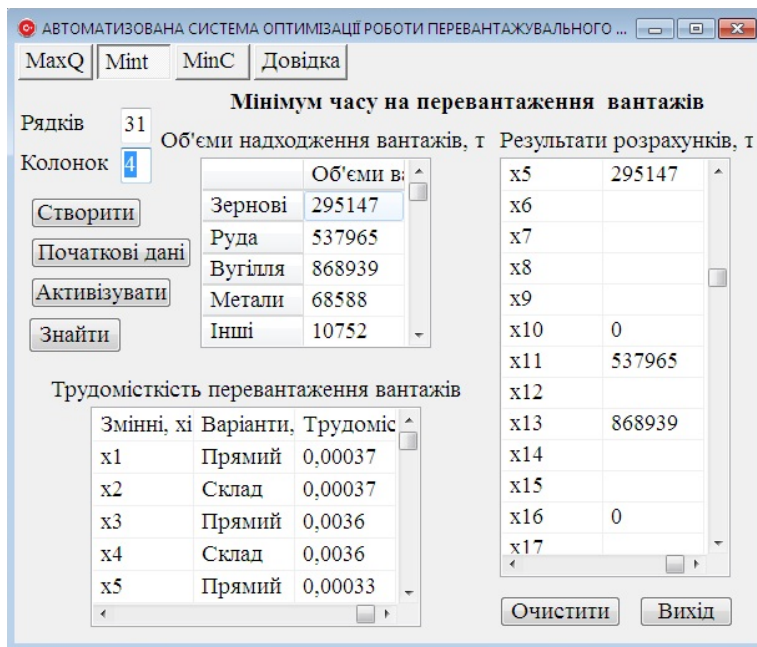 АВТОМАТИЗОВАНА СИСТЕМА ОПТИМІЗАЦІЇ РОБОТИ ПЕРЕВАНТАЖУВАЛЬНОГО ...
MaxQ Mint MinC Довідка
Мінімум часу на перевантаження вантажів
Рядків 31
Колонок 4
Створити
Початкові дані
Активізувати
Знайти
Об'єми надходження вантажів, т
Об'єми ва
Зернові 295147
Руда 537965
Вугілля 868939
Метали 68588
Інші 10752
Результати розрахунків, т
x5 295147
x6
x7
x8
x9
x10 0
x11 537965
x12
x13 868939
x14
x15
x16 0
x17
Трудомісткість перевантаження вантажів
Змінні, xi Варіанти, Трудоміс
x1 Прямий 0,00037
x2 Склад 0,00037
x3 Прямий 0,0036
x4 Склад 0,0036
x5 Прямий 0,00033
Очистити Вихід